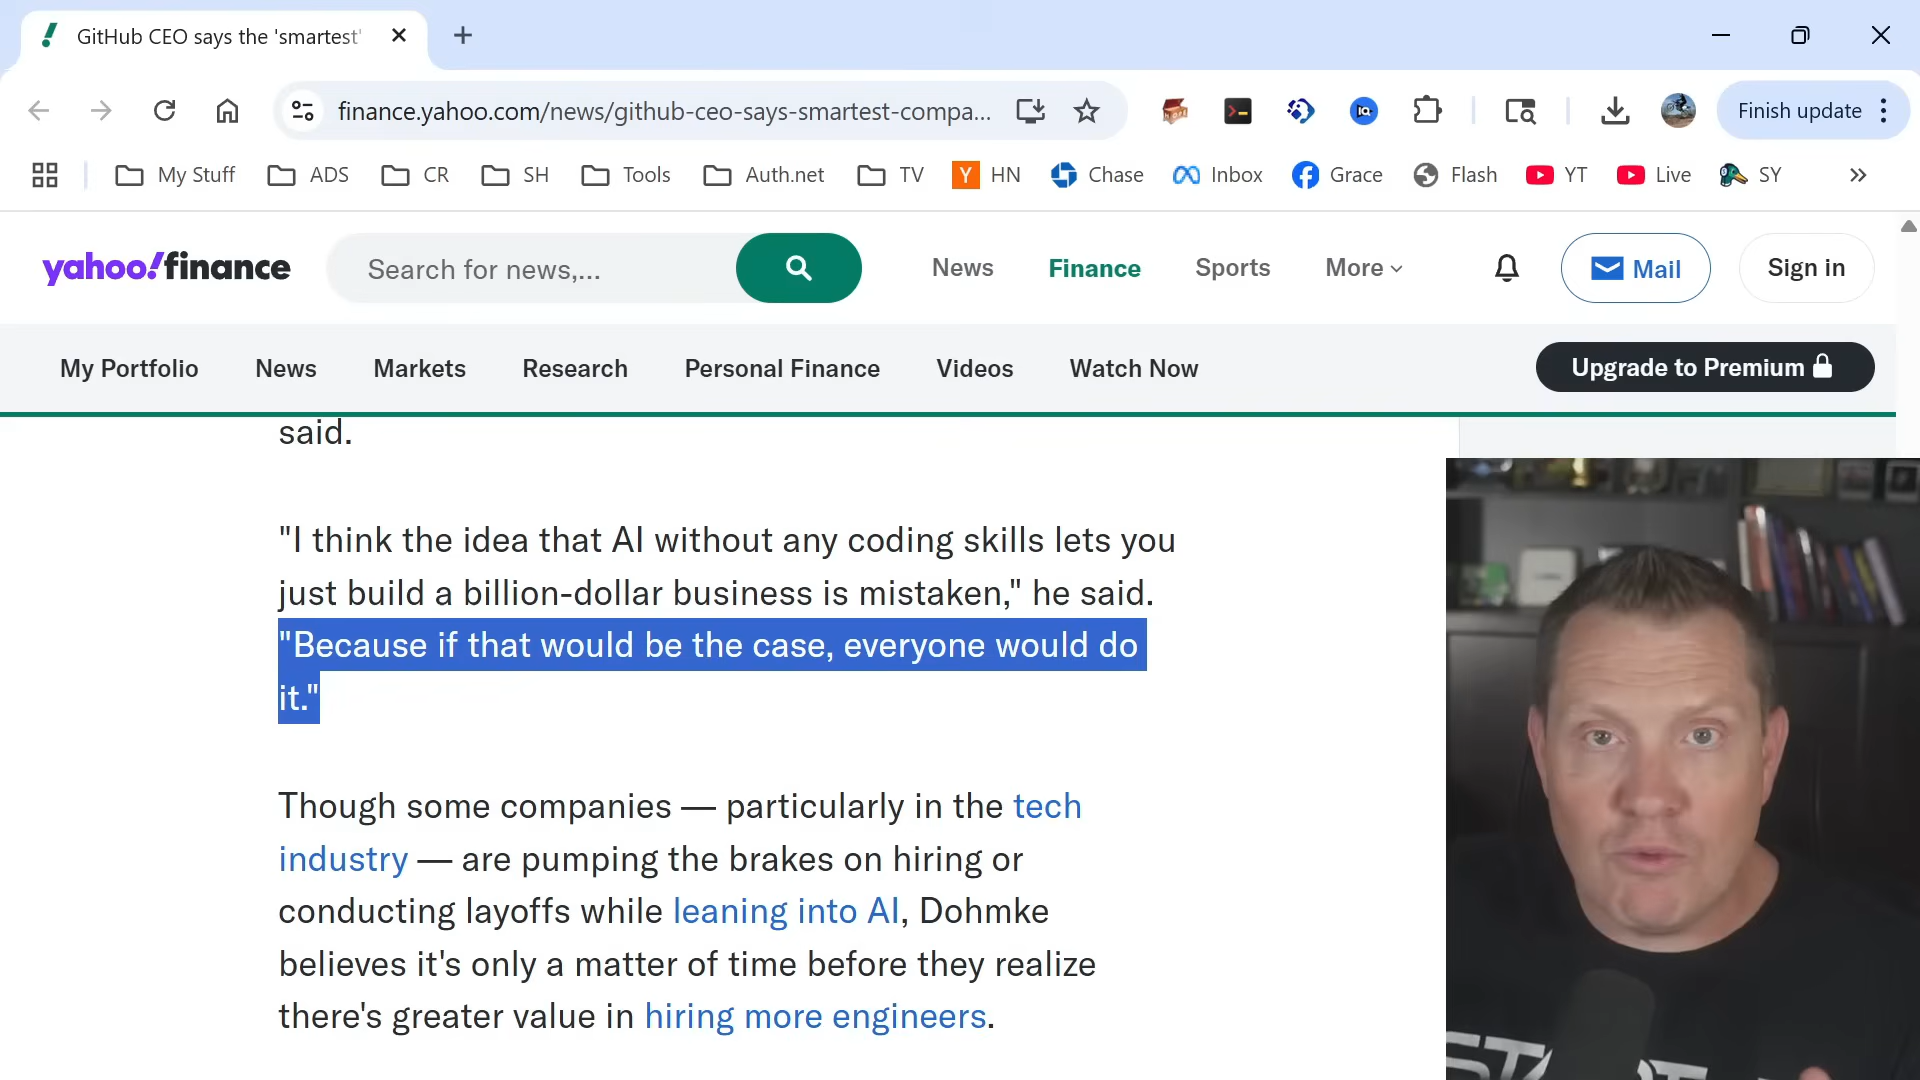 GitHub CEO says the 'smartest'
finance.yahoo.com/news/github-ceo-says-smartest-compa...
Finish update
My Stuff
ADS
CR
SH
Tools
Auth.net
TV
Y HN
Chase
Inbox
Grace
Flash
YT
Live
SY
yahoo!finance
Search for news,...
News
Finance
Sports
More
Mail
Sign in
My Portfolio
News
Markets
Research
Personal Finance
Videos
Watch Now
Upgrade to Premium
said.
"I think the idea that AI without any coding skills lets you
just build a billion-dollar business is mistaken," he said.
"Because if that would be the case, everyone would do
it."
Though some companies — particularly in the tech
industry — are pumping the brakes on hiring or
conducting layoffs while leaning into AI, Dohmke
believes it's only a matter of time before they realize
there's greater value in hiring more engineers.